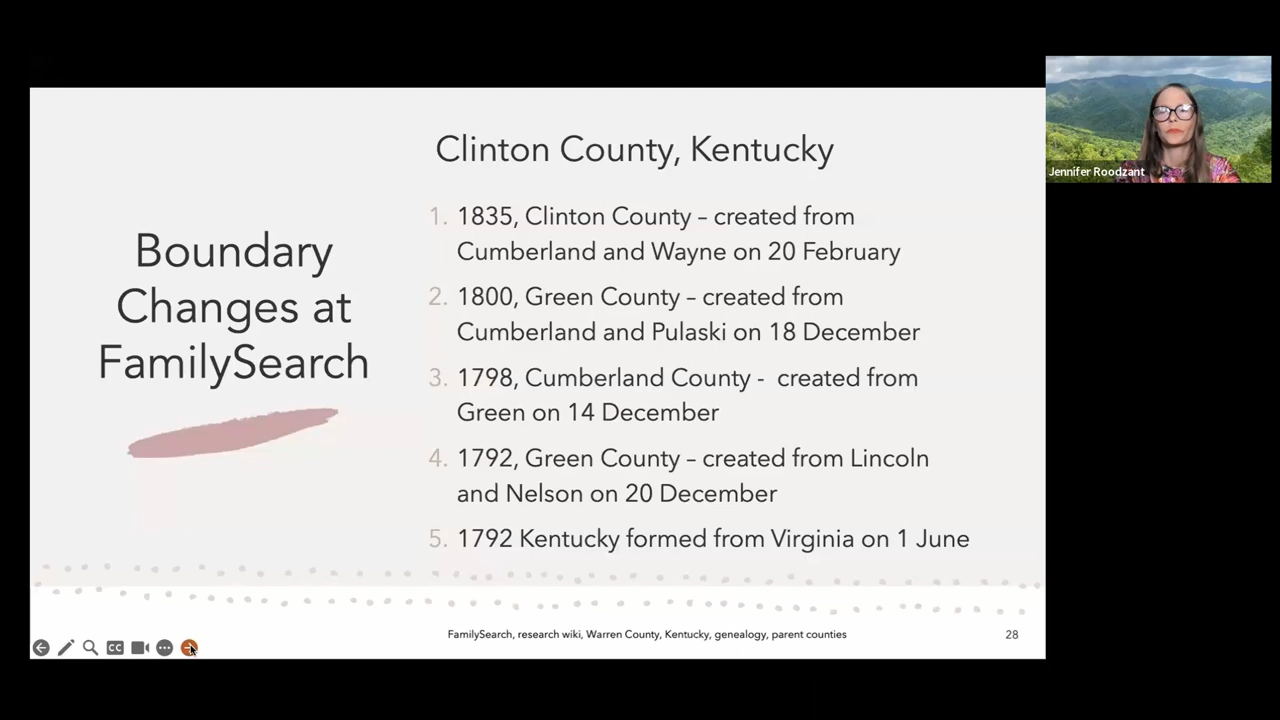 Boundary
Changes at
FamilySearch
Clinton County, Kentucky
1. 1835, Clinton County – created from
Cumberland and Wayne on 20 February
2. 1800, Green County – created from
Cumberland and Pulaski on 18 December
3. 1798, Cumberland County -  created from
Green on 14 December
4. 1792, Green County – created from Lincoln
and Nelson on 20 December
5. 1792 Kentucky formed from Virginia on 1 June
FamilySearch, research wiki, Warren County, Kentucky, genealogy, parent counties
28
CC
Jennifer Roodzant